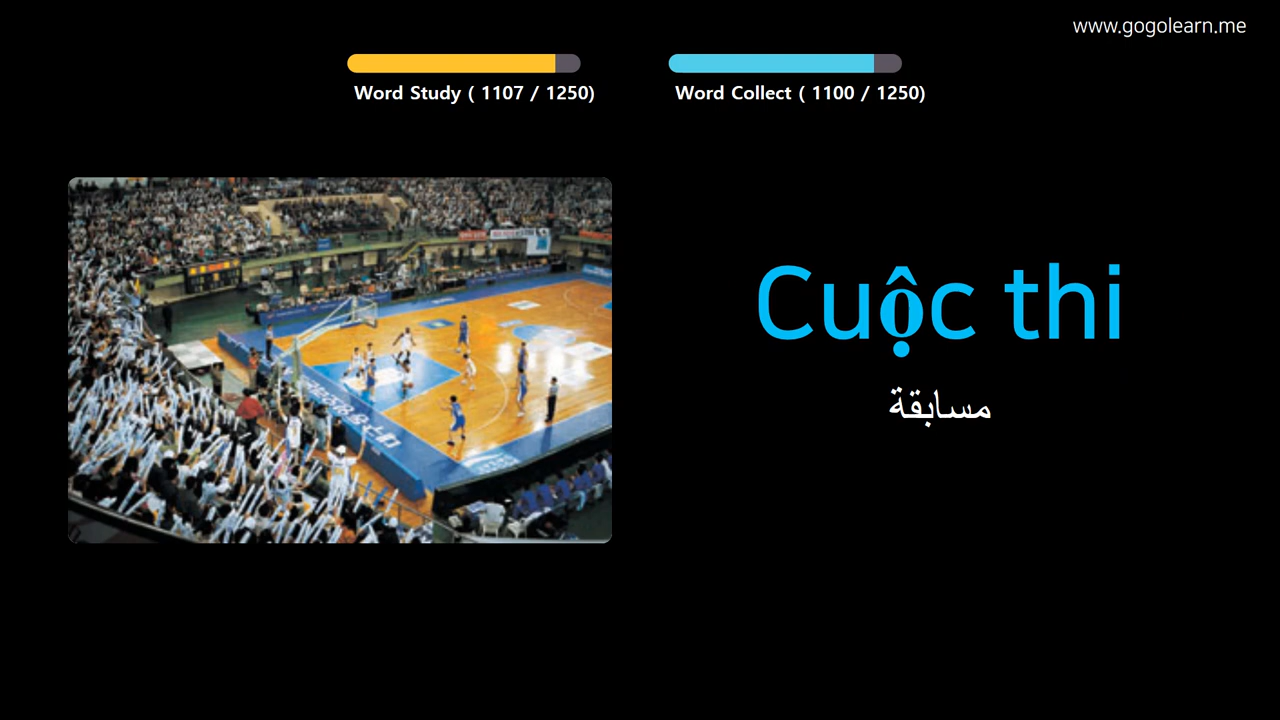 www.gogolearn.me
Word Study ( 1107 / 1250)
Word Collect ( 1100 / 1250)
Cuộc thi
مسابقة